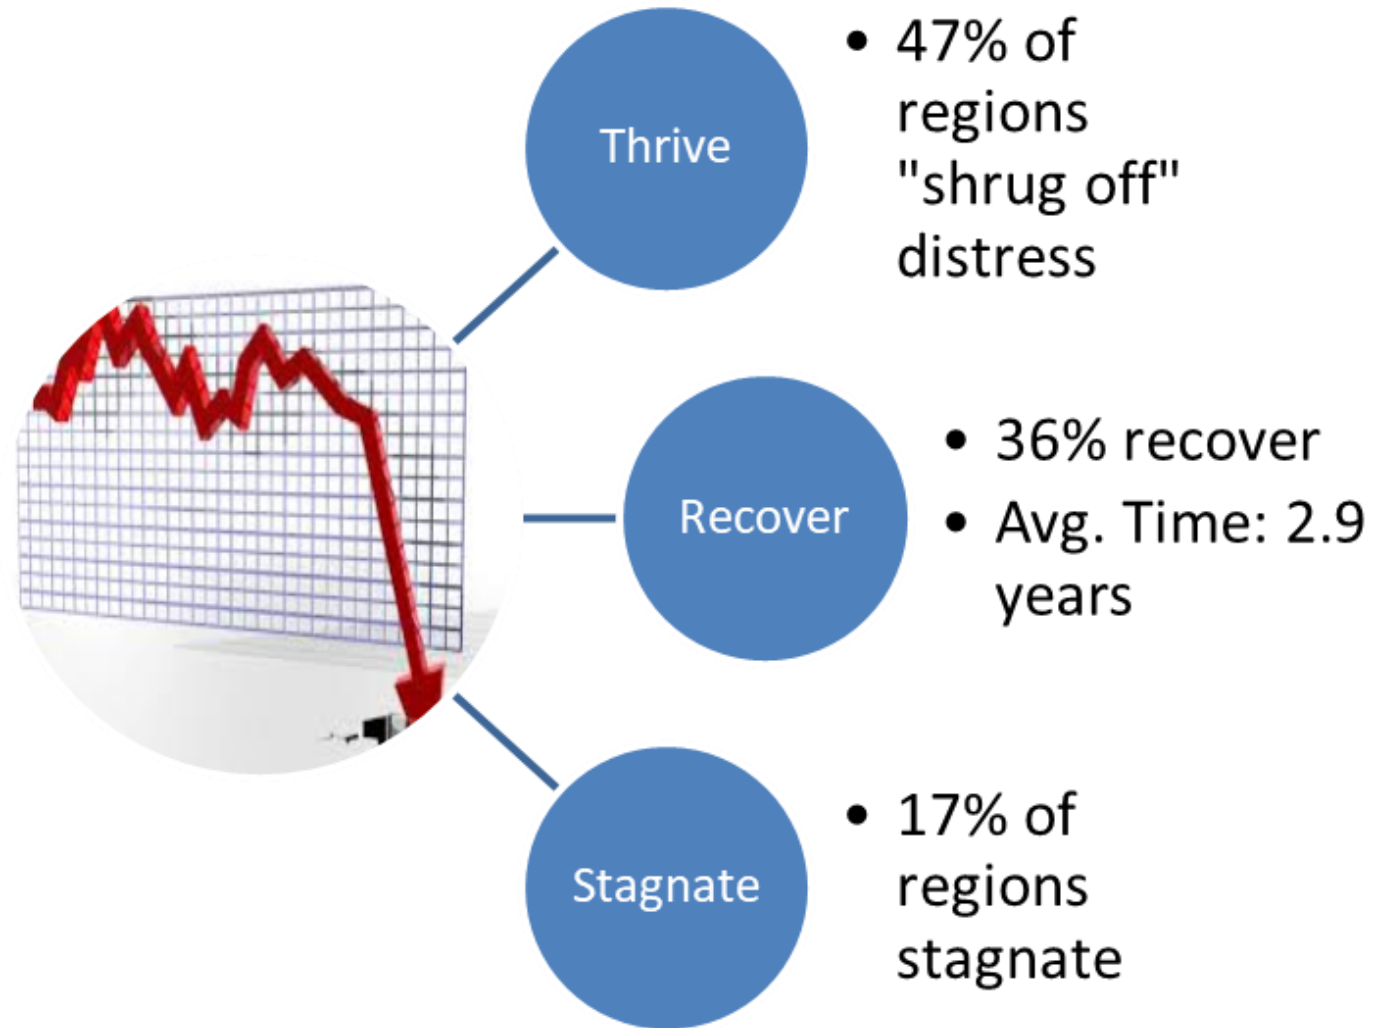 Thrive
• 47% of
regions
"shrug off"
distress
Recover
• 36% recover
• Avg. Time: 2.9
years
Stagnate
• 17% of
regions
stagnate